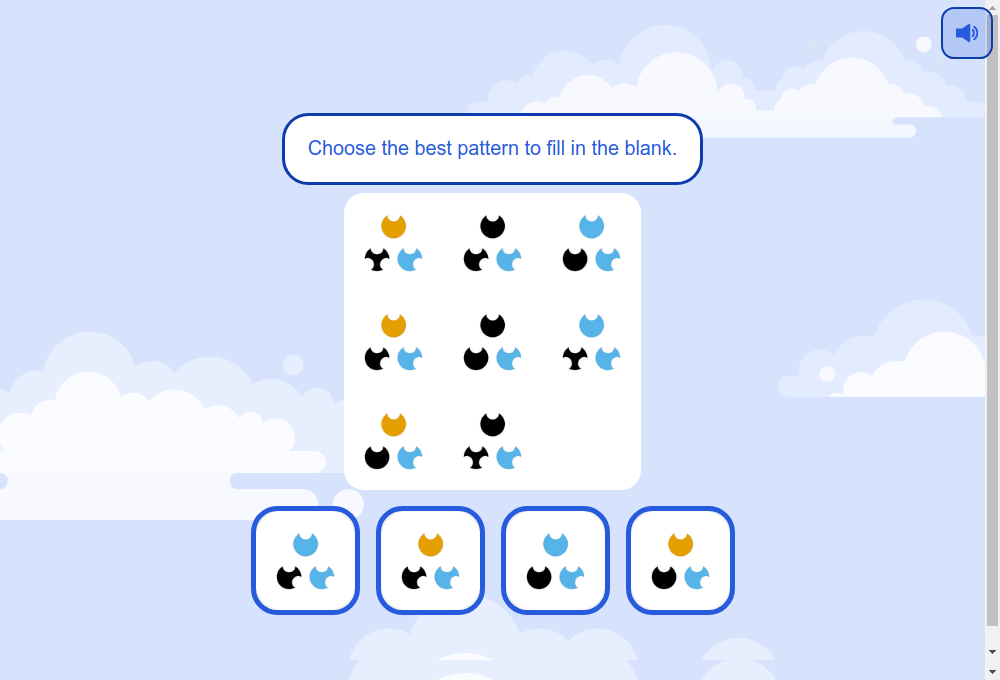 Choose the best pattern to fill in the blank.